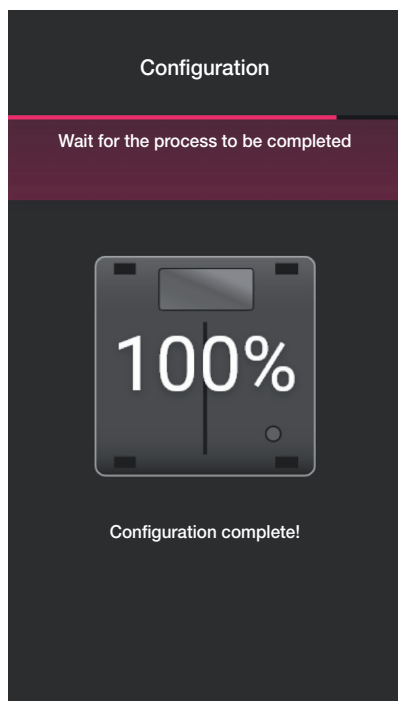 Configuration
Wait for the process to be completed
100%
Configuration complete!